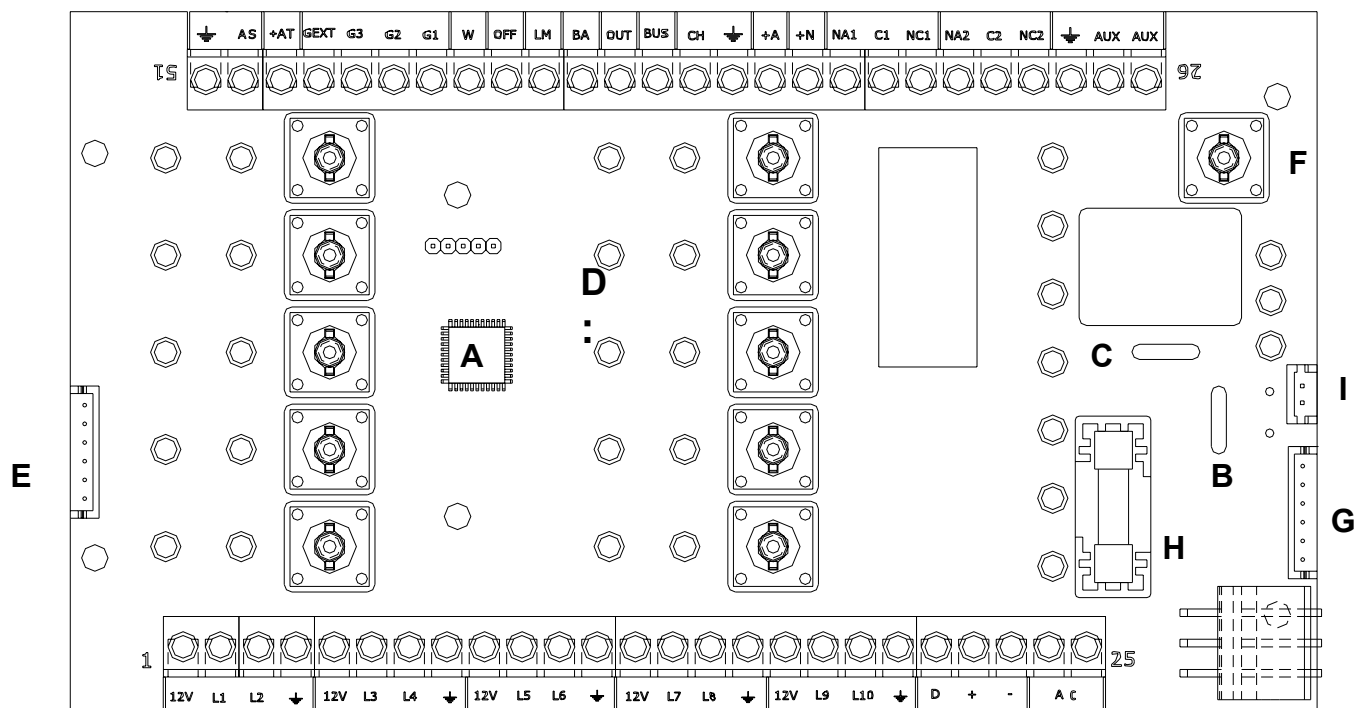 ⏚ AS +AT GEXT G3 G2 G1 W OFF LM BA OUT BUS CH ⏚ +A +N NA1 C1 NC1 NA2 C2 NC2 ⏚ AUX AUX
51 26
F
D
:
A
C
I
E
B
G
H
1 25
12V L1 L2 ⏚ 12V L3 L4 ⏚ 12V L5 L6 ⏚ 12V L7 L8 ⏚ 12V L9 L10 ⏚ D + - A C